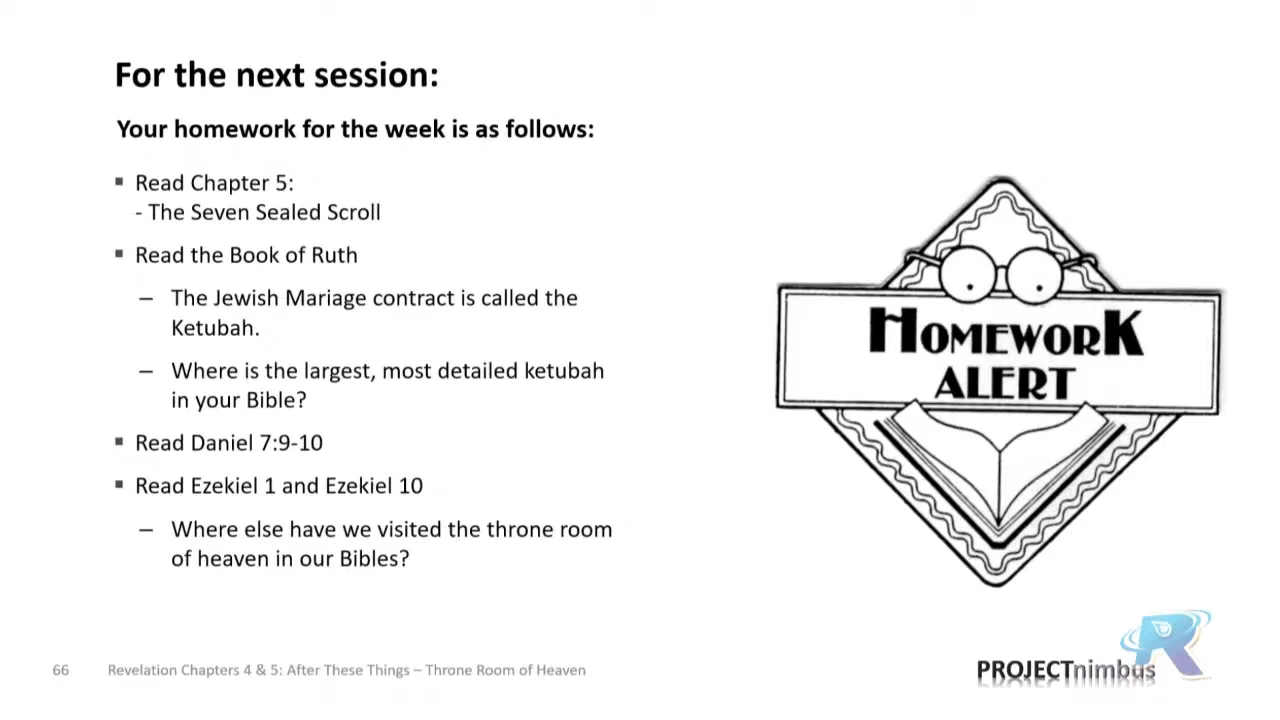 For the next session:
Your homework for the week is as follows:
▪ Read Chapter 5:
- The Seven Sealed Scroll
▪ Read the Book of Ruth
– The Jewish Mariage contract is called the
Ketubah.
– Where is the largest, most detailed ketubah
in your Bible?
▪ Read Daniel 7:9-10
▪ Read Ezekiel 1 and Ezekiel 10
– Where else have we visited the throne room
of heaven in our Bibles?
HOMEWORK
ALERT
66 Revelation Chapters 4 & 5: After These Things – Throne Room of Heaven
PROJECTnimbus
R